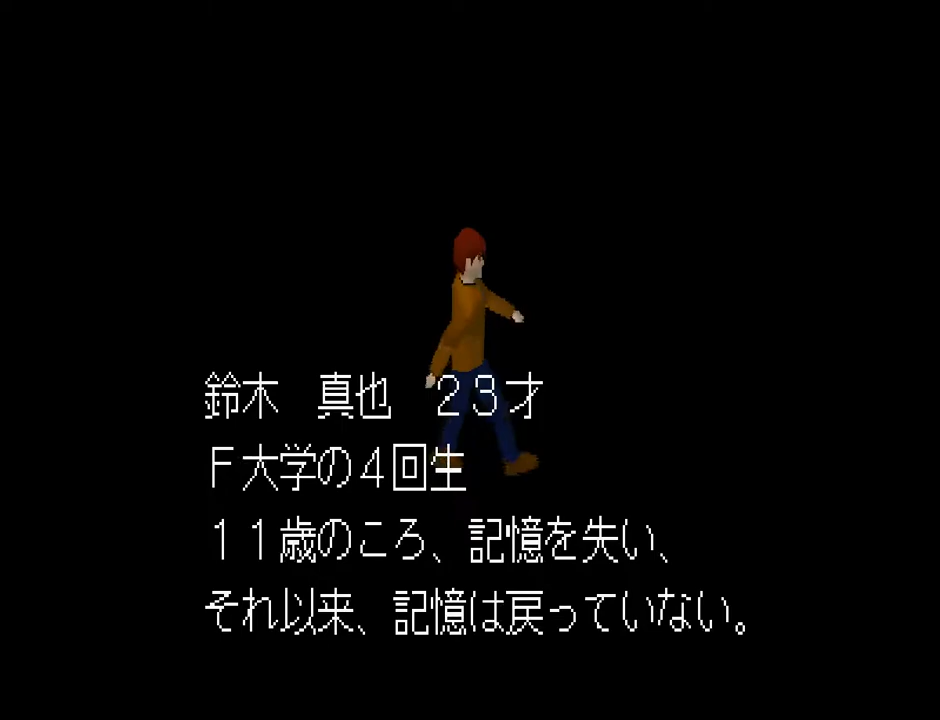 鈴木　真也　２３才
Ｆ大学の４回生
１１歳のころ、記憶を失い、
それ以来、記憶は戻っていない。